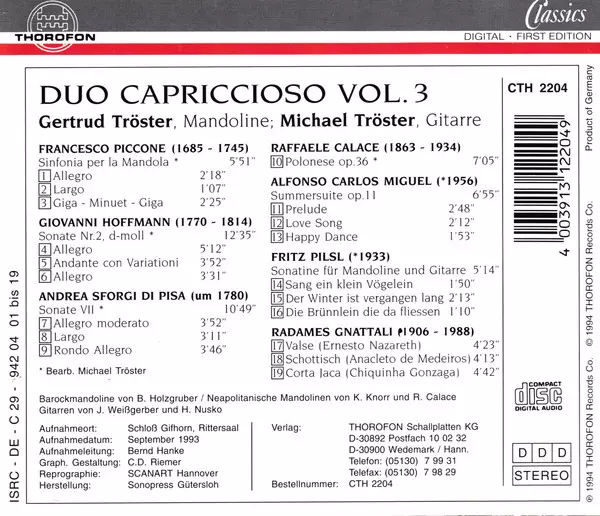 THOROFON
Classics
DIGITAL · FIRST EDITION
DUO CAPRICCIOSO VOL. 3
CTH 2204
Gertrud Tröster, Mandoline; Michael Tröster, Gitarre
FRANCESCO PICCONE (1685 - 1745)
Sinfonia per la Mandola * 5'51"
1 Allegro 2'18"
2 Largo 1'07"
3 Giga - Minuet - Giga 2'25"
GIOVANNI HOFFMANN (1770 - 1814)
Sonate Nr.2, d-moll * 12'35"
4 Allegro 5'12"
5 Andante con Variationi 3'52"
6 Allegro 3'31"
ANDREA SFORGI DI PISA (um 1780)
Sonate VII * 10'49"
7 Allegro moderato 3'52"
8 Largo 3'11"
9 Rondo Allegro 3'46"
* Bearb. Michael Tröster
RAFFAELE CALACE (1863 - 1934)
10 Polonese op.36 * 7'05"
ALFONSO CARLOS MIGUEL (*1956)
Summersuite op.11 6'55"
11 Prelude 2'48"
12 Love Song 2'12"
13 Happy Dance 1'53"
FRITZ PILSL (*1933)
Sonatine für Mandoline und Gitarre 5'14"
14 Sang ein klein Vögelein 1'50"
15 Der Winter ist vergangen lang 2'13"
16 Die Brünnlein die da fliessen 1'10"
RADAMES GNATTALI (*1906 - 1988)
17 Valse (Ernesto Nazareth) 4'23"
18 Schottisch (Anacleto de Medeiros) 4'13"
19 Corta Jaca (Chiquinha Gonzaga) 4'42"
Barockmandoline von B. Holzgruber / Neapolitanische Mandolinen von K. Knorr und R. Calace
Gitarren von J. Weißgerber und H. Nusko
Aufnahmeort: Schloß Gifhorn, Rittersaal
Aufnahmedatum: September 1993
Aufnahmeleitung: Bernd Hanke
Graph. Gestaltung: C.D. Riemer
Reprographie: SCANART Hannover
Herstellung: Sonopress Gütersloh
Verlag: THOROFON Schallplatten KG
D-30892 Postfach 10 02 32
D-30900 Wedemark / Hann.
Telefon: (05130) 7 99 31
Telefax: (05130) 7 98 29
Bestellnummer: CTH 2204
4 003913 122049
COMPACT
disc
DIGITAL AUDIO
D D D
STEREO
Product of Germany
© 1994 THOROFON Records Co.
℗ 1994 THOROFON Records Co.
ISRC - DE - C 29 - 942 04 01 bis 19